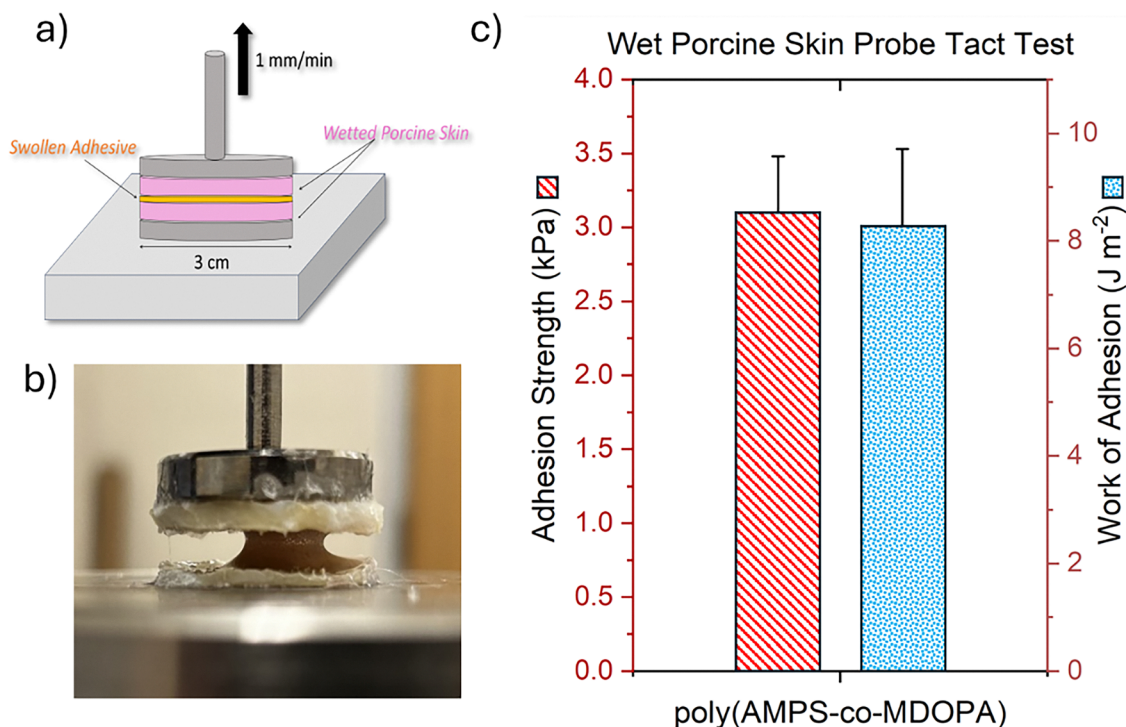 a)
1 mm/min
Swollen Adhesive
Wetted Porcine Skin
3 cm
b)
c)
Wet Porcine Skin Probe Tact Test
4.0
3.5
3.0
2.5
2.0
1.5
1.0
0.5
0.0
Adhesion Strength (kPa)
10
8
6
4
2
0
Work of Adhesion (J m⁻²)
poly(AMPS-co-MDOPA)